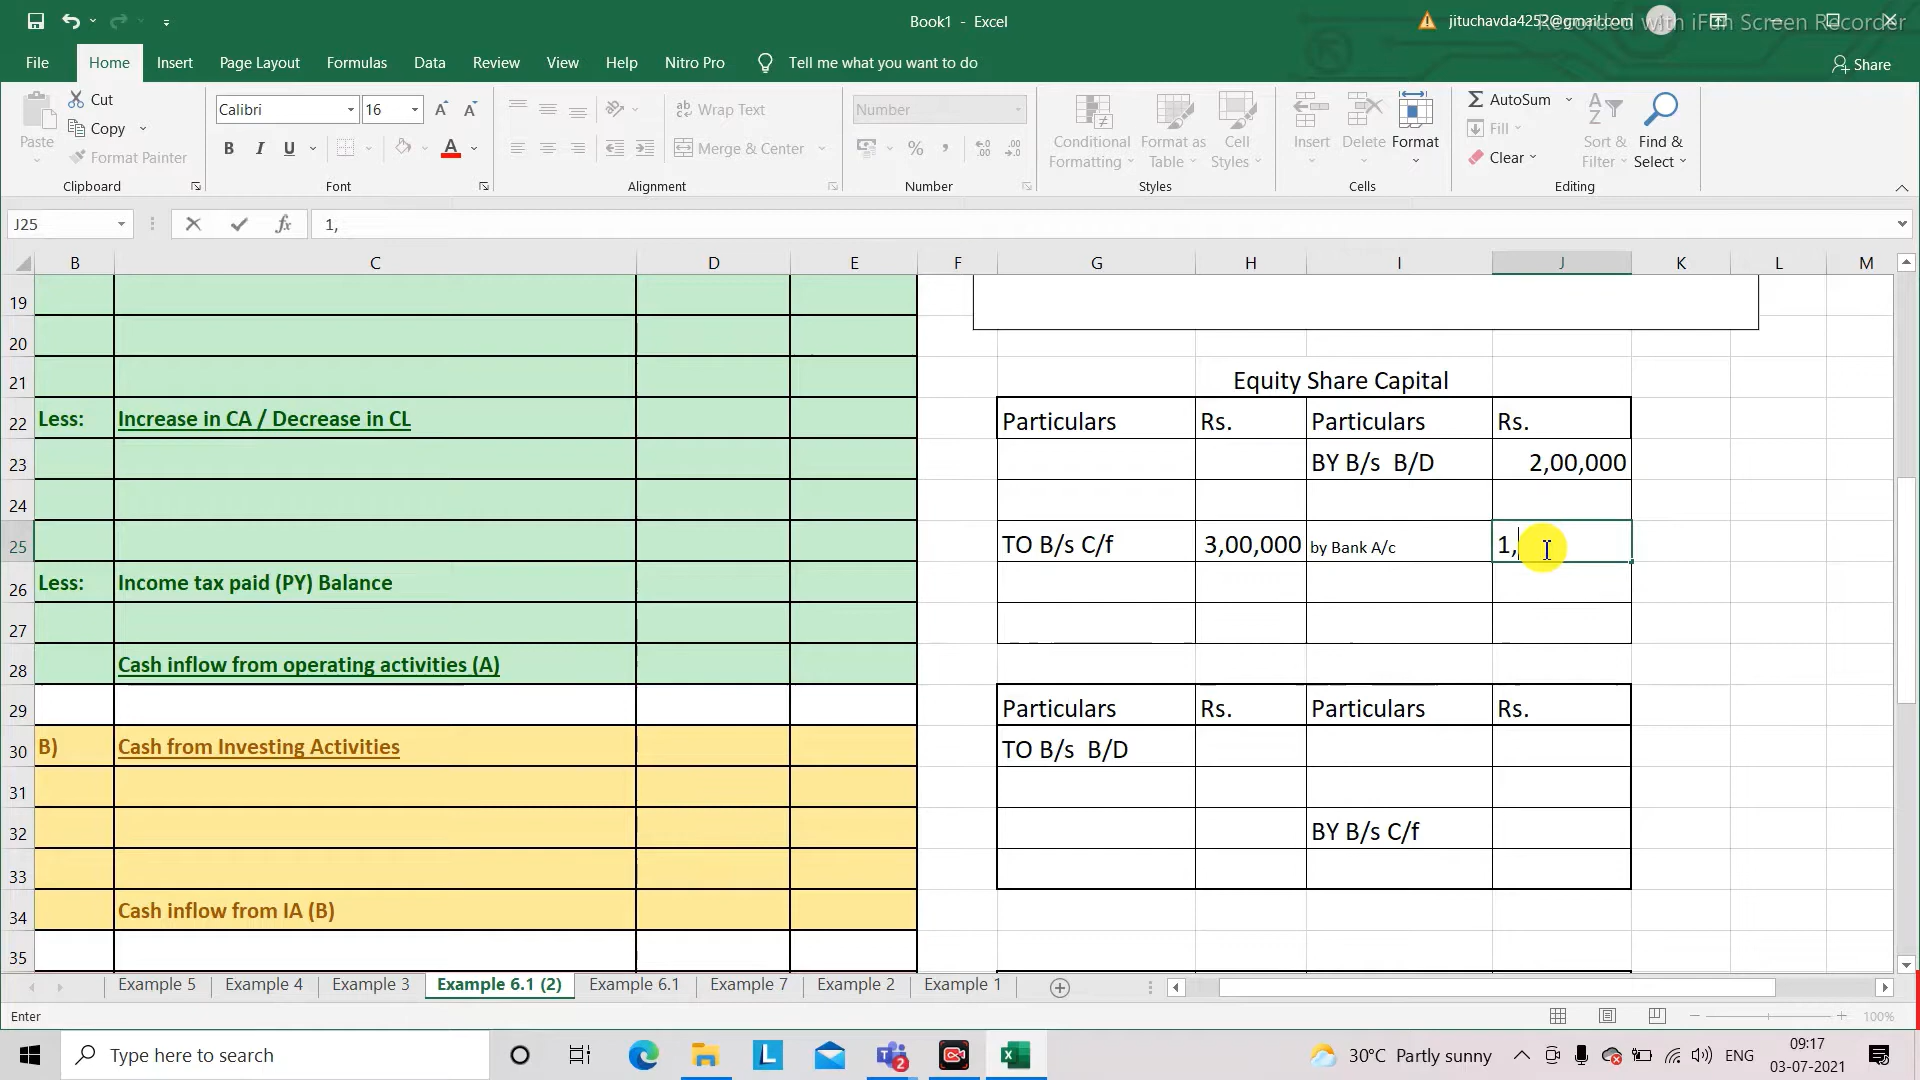 Book1 - Excel
jituchavda4252@gmail.com
Recorded with iFun Screen Recorder
File Home Insert Page Layout Formulas Data Review View Help Nitro Pro Tell me what you want to do Share
Paste
Cut
Copy
Format Painter
Clipboard
Calibri 16
B I U
Font
Wrap Text
Merge & Center
Alignment
Number
Number
Conditional Formatting
Format as Table
Cell Styles
Styles
Insert Delete Format
Cells
AutoSum
Fill
Clear
Sort & Filter
Find & Select
Editing
J25 fx 1,
B C D E F G H I J K L M
19
20
21 Equity Share Capital
22 Less: Increase in CA / Decrease in CL Particulars Rs. Particulars Rs.
23 BY B/s B/D 2,00,000
24
25 TO B/s C/f 3,00,000 by Bank A/c 1,
26 Less: Income tax paid (PY) Balance
27
28 Cash inflow from operating activities (A)
29 Particulars Rs. Particulars Rs.
30 B) Cash from Investing Activities TO B/s B/D
31
32 BY B/s C/f
33
34 Cash inflow from IA (B)
35
Example 5 Example 4 Example 3 Example 6.1 (2) Example 6.1 Example 7 Example 2 Example 1
Enter 100%
Type here to search 2 30°C Partly sunny ENG 09:17
03-07-2021